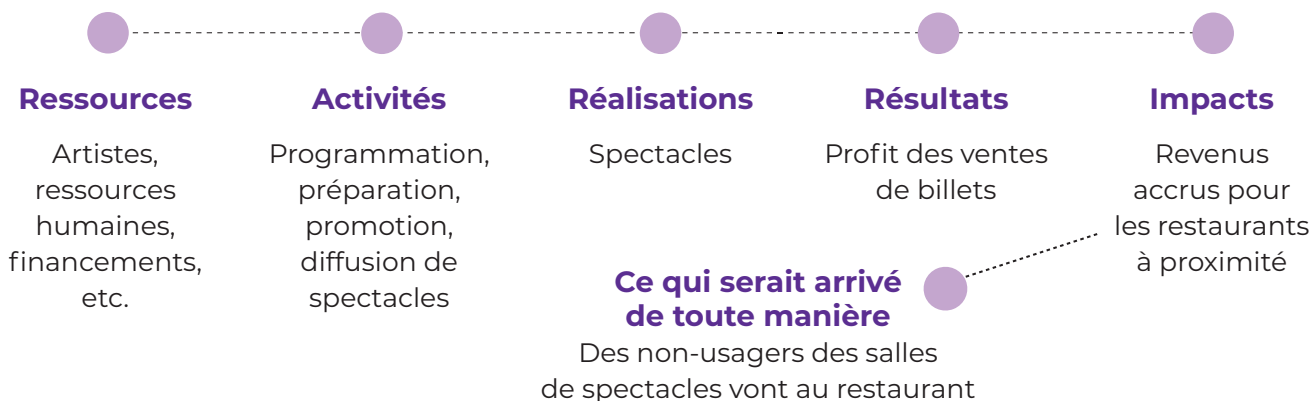 Ressources
Artistes,
ressources
humaines,
financements,
etc.
Activités
Programmation,
préparation,
promotion,
diffusion de
spectacles
Réalisations
Spectacles
Résultats
Profit des ventes
de billets
Impacts
Revenus
accrus pour
les restaurants
à proximité
Ce qui serait arrivé
de toute manière
Des non-usagers des salles
de spectacles vont au restaurant